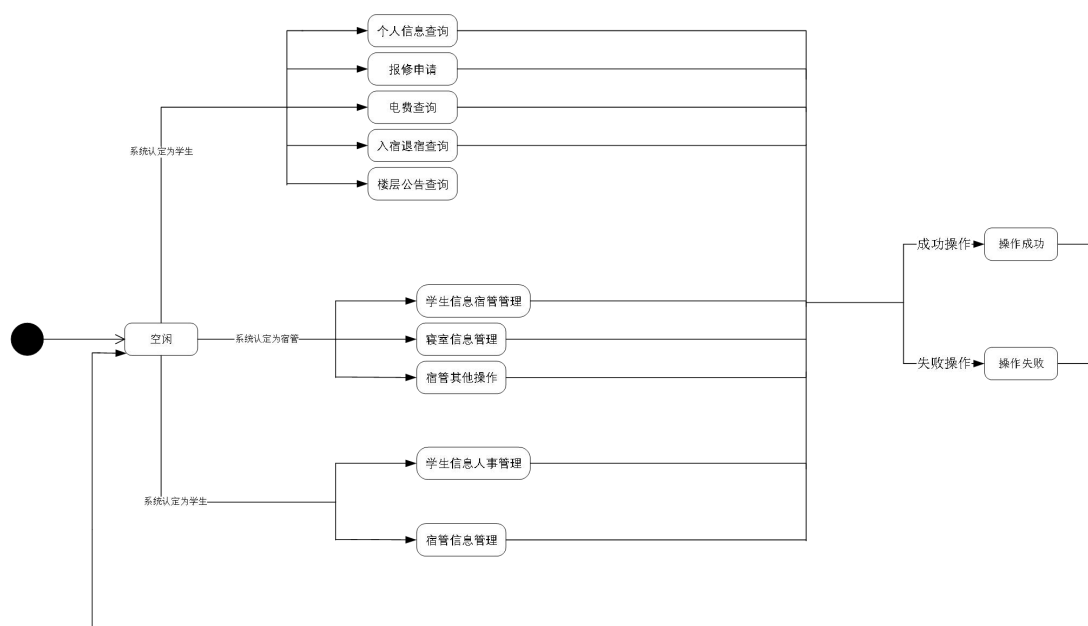 个人信息查询
报修申请
电费查询
系统认定为学生
入宿退宿查询
楼层公告查询
成功操作
操作成功
学生信息宿管管理
空闲
系统认定为宿管
寝室信息管理
宿管其他操作
失败操作
操作失败
学生信息人事管理
系统认定为学生
宿管信息管理